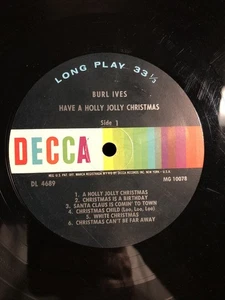 LONG PLAY 33⅓
BURL IVES
HAVE A HOLLY JOLLY CHRISTMAS
Side 1
DECCA
DL 4689
MG 10078
1. A HOLLY JOLLY CHRISTMAS
2. CHRISTMAS IS A BIRTHDAY
3. SANTA CLAUS IS COMIN' TO TOWN
4. CHRISTMAS CHILD (Loo, Loo, Loo)
5. WHITE CHRISTMAS
6. CHRISTMAS CAN'T BE FAR AWAY